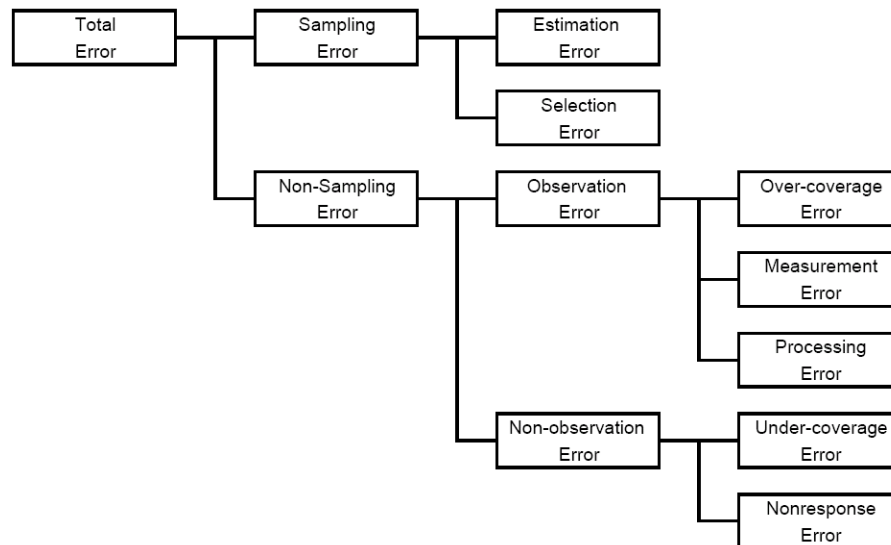 Total
Error
Sampling
Error
Estimation
Error
Selection
Error
Non-Sampling
Error
Observation
Error
Over-coverage
Error
Measurement
Error
Processing
Error
Non-observation
Error
Under-coverage
Error
Nonresponse
Error